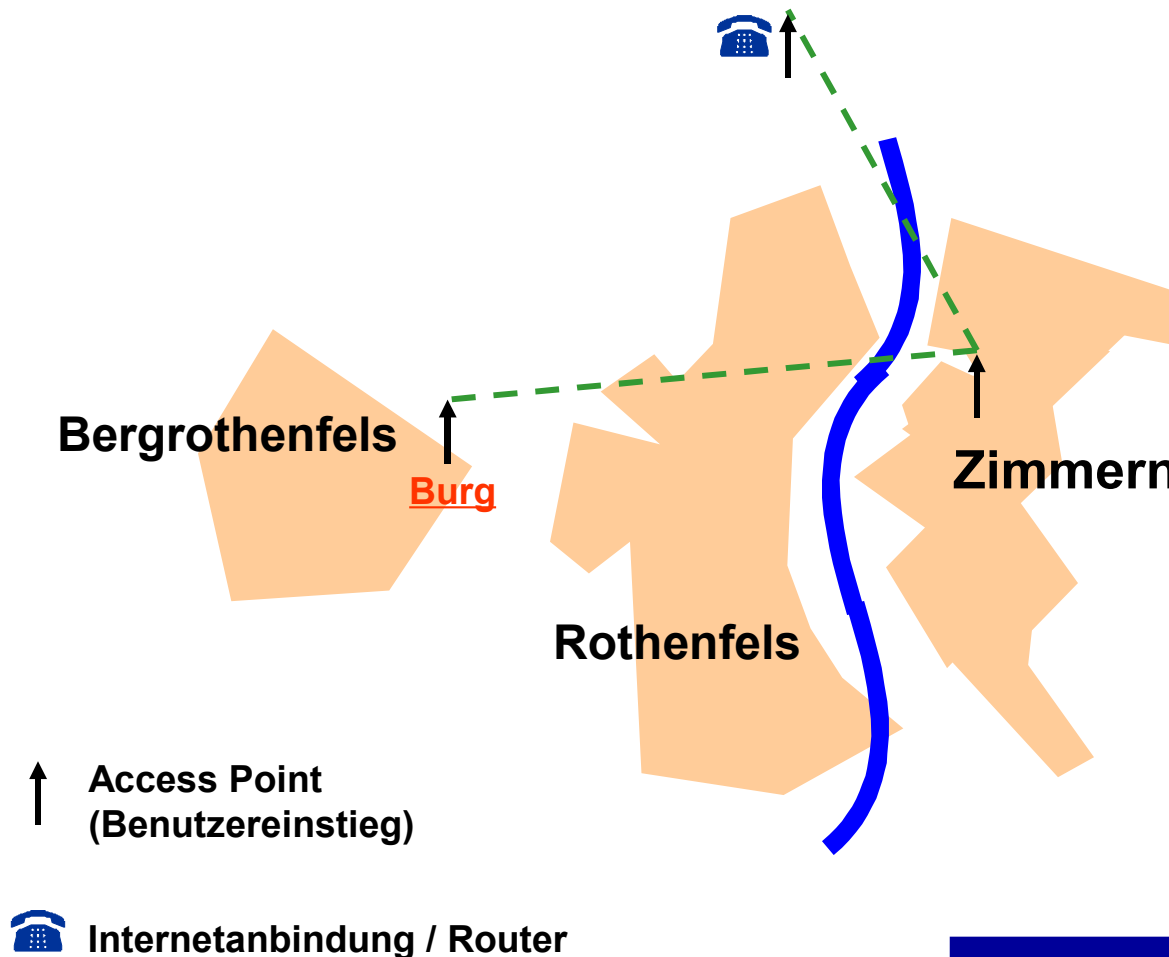 Bergrothenfels
Burg
Zimmern
Rothenfels
Access Point
(Benutzereinstieg)
Internetanbindung / Router